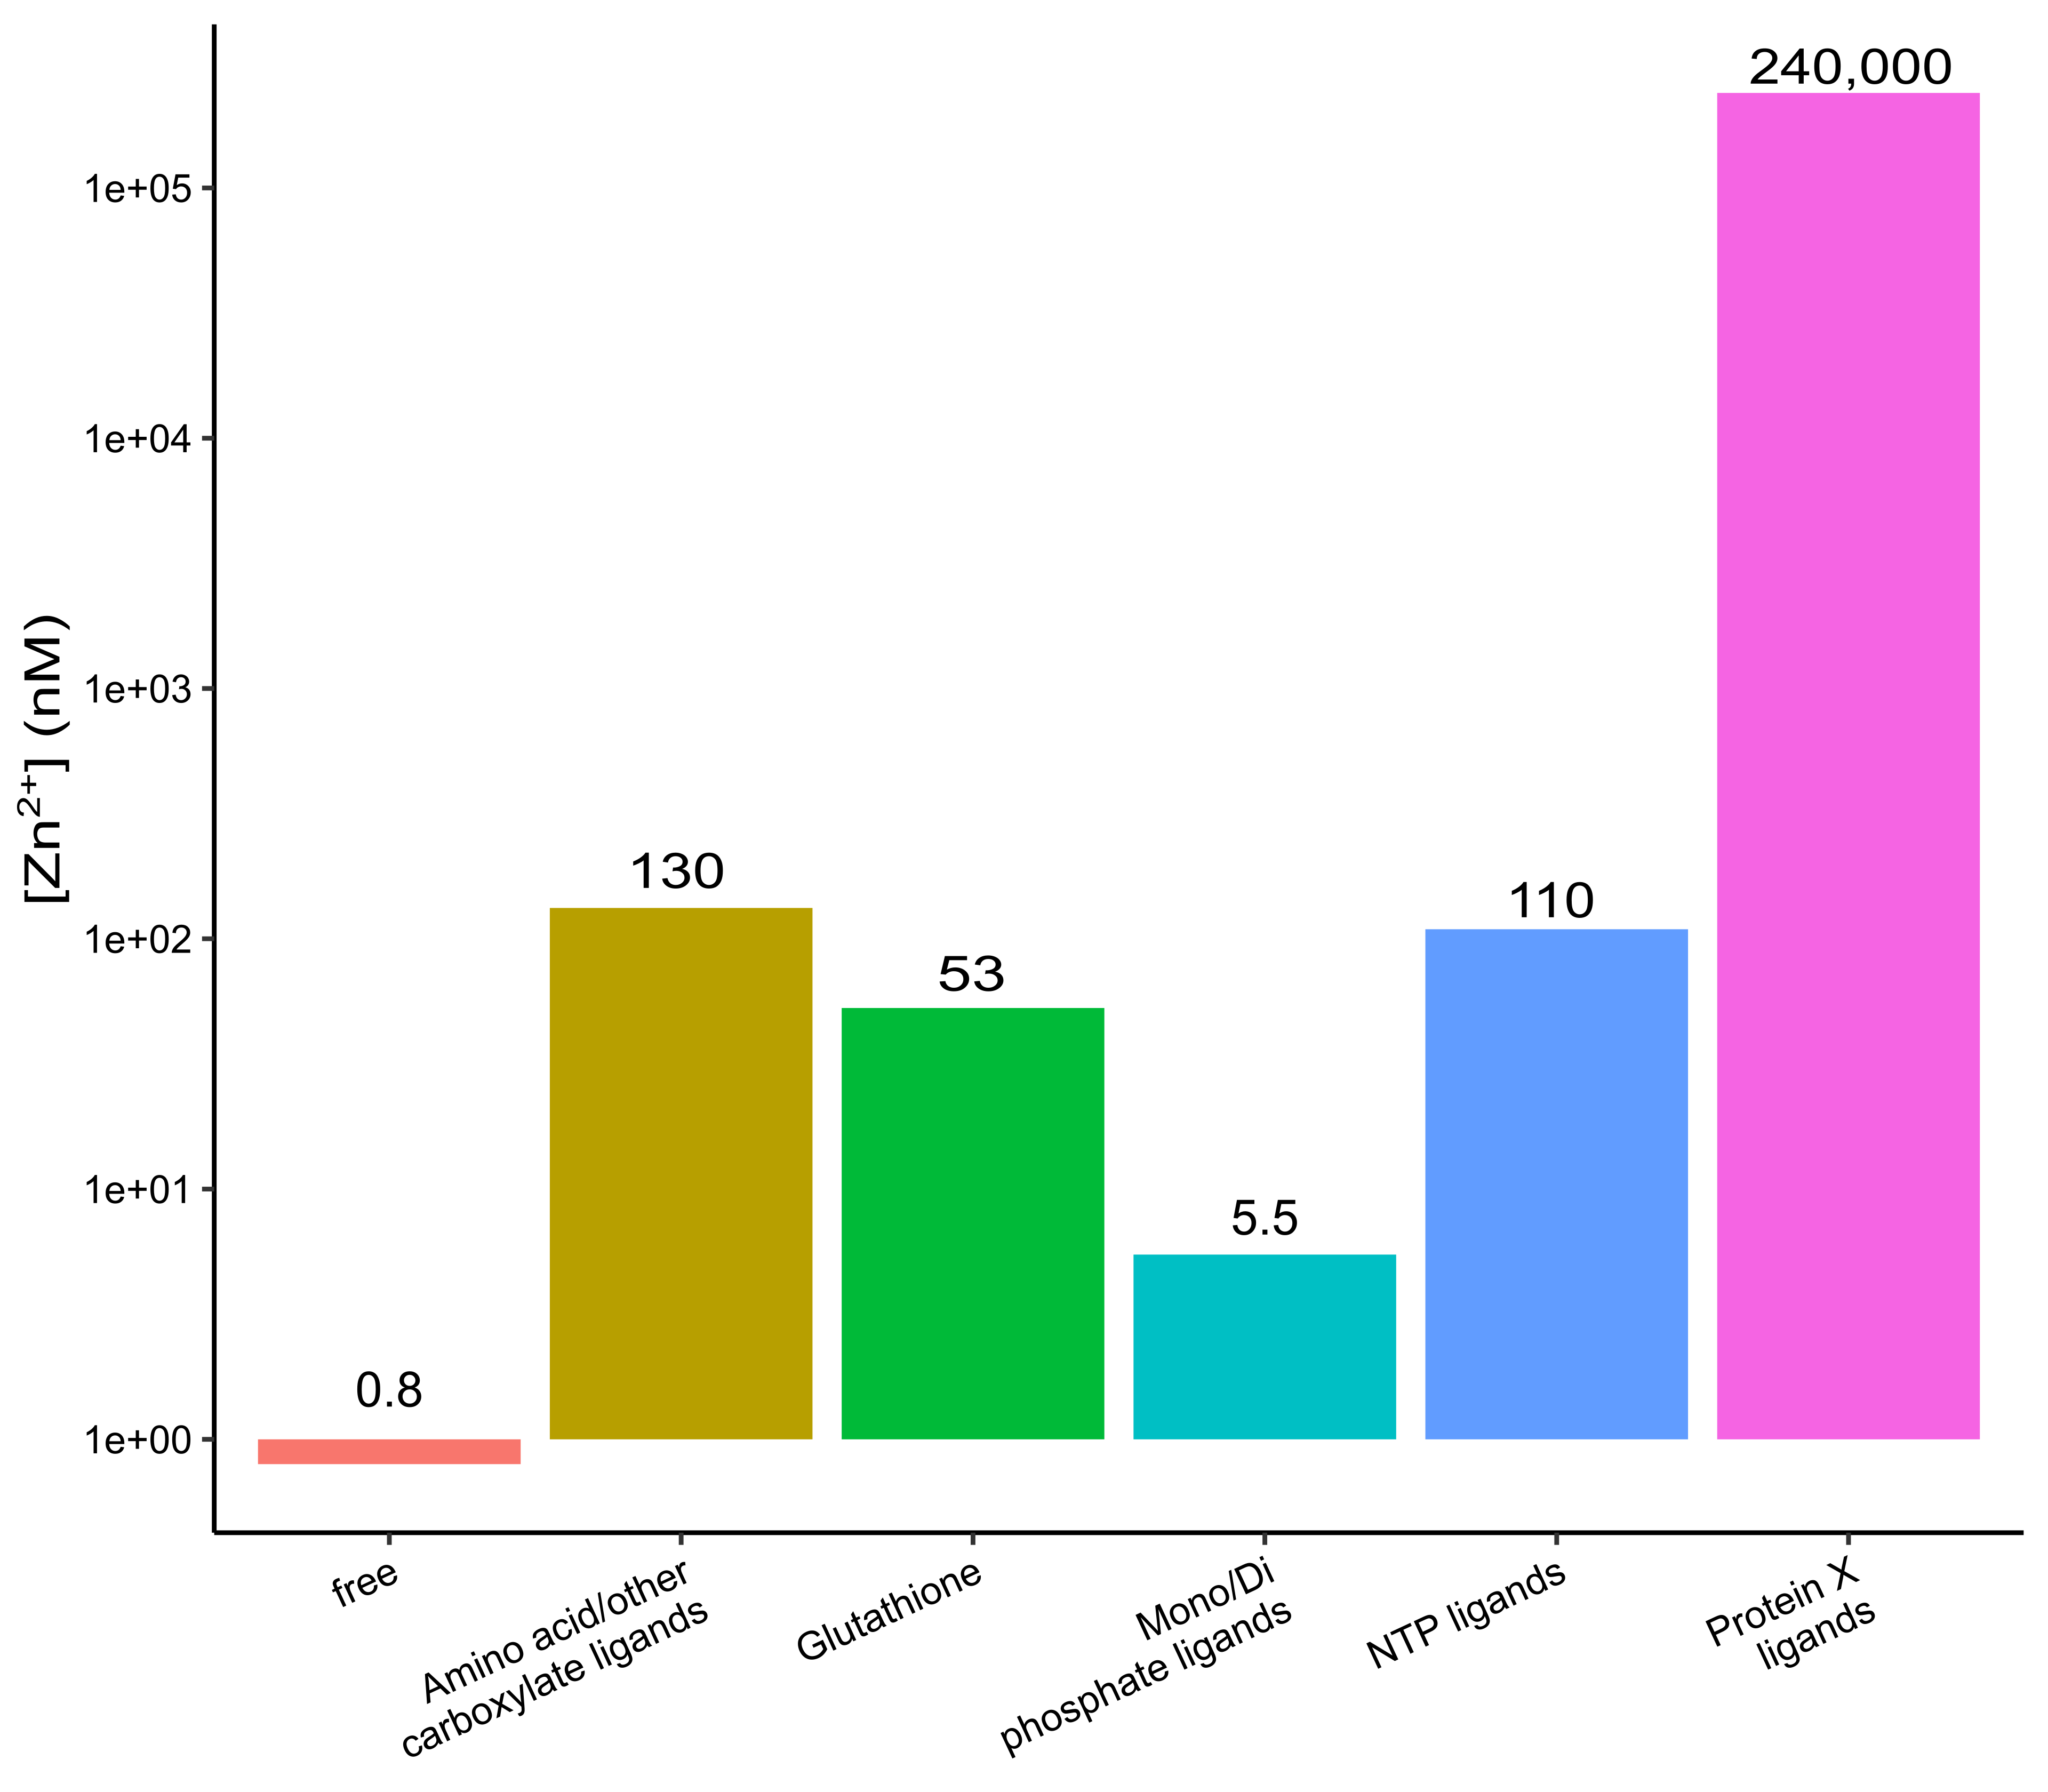 [Zn²⁺] (nM)
1e+05
1e+04
1e+03
1e+02
1e+01
1e+00
0.8
130
53
5.5
110
240,000
free
Amino acid/other
carboxylate ligands
Glutathione
Mono/Di
phosphate ligands
NTP ligands
Protein X
ligands